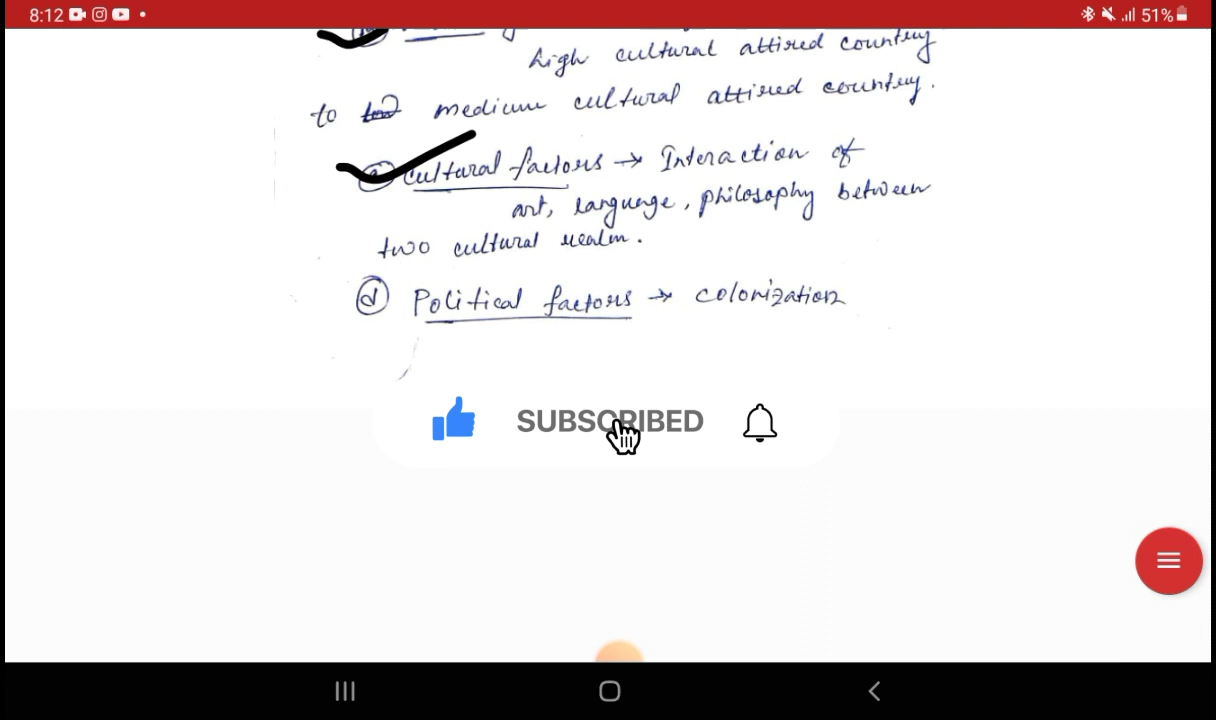 8:12 51%
high cultural attired country
to medium cultural attired country.
cultural factors → Interaction of
art, language, philosophy between
two cultural realm.
(d) Political factors → colonization
SUBSCRIBED